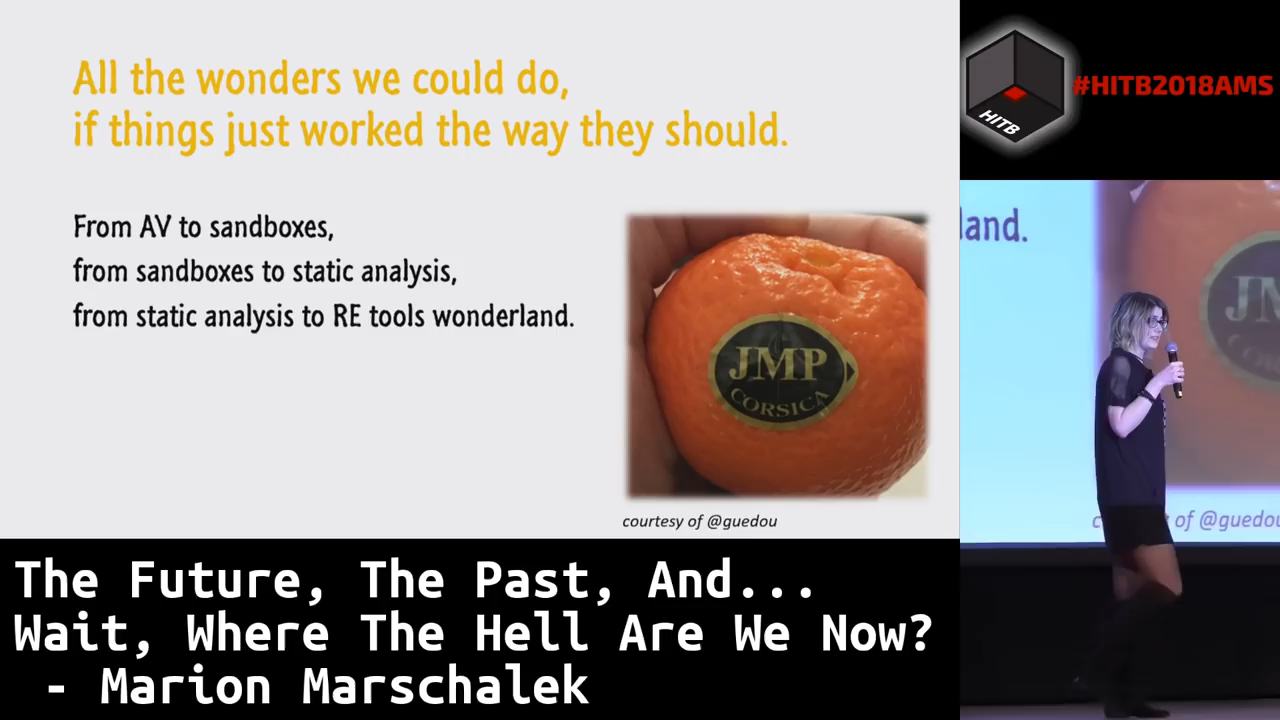 All the wonders we could do,
if things just worked the way they should.
From AV to sandboxes,
from sandboxes to static analysis,
from static analysis to RE tools wonderland.
JMP
CORSICA
courtesy of @guedou
HITB
#HITB2018AMS
land.
JM
of @guedou
The Future, The Past, And...
Wait, Where The Hell Are We Now?
- Marion Marschalek